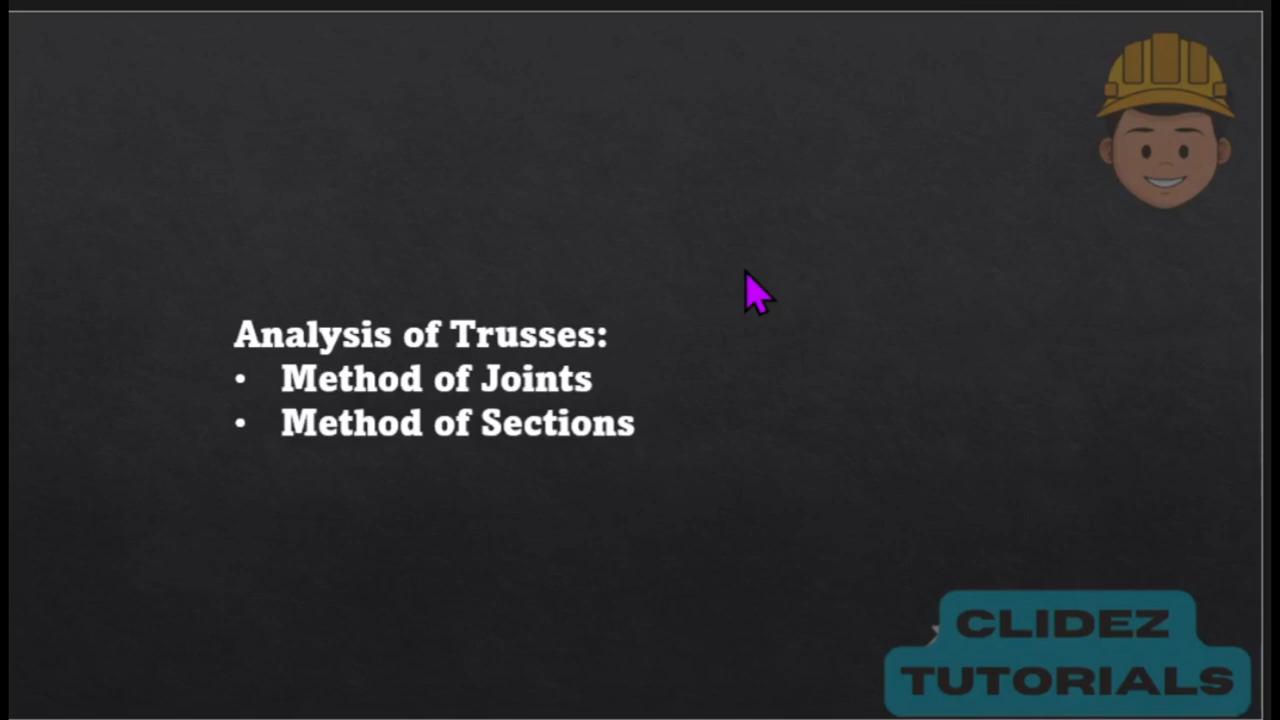 Analysis of Trusses:
• Method of Joints
• Method of Sections
CLIDEZ
TUTORIALS